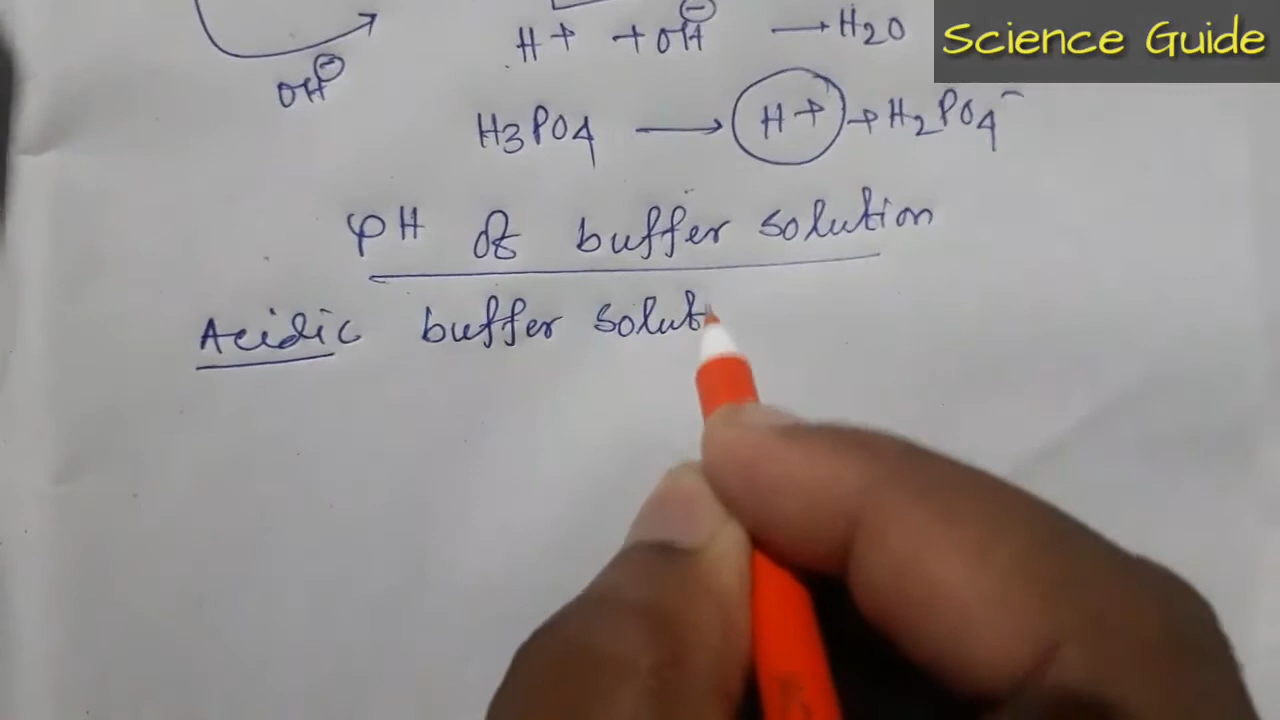 Science Guide
H+ + OH⊖ → H2O
OH⊖
H3PO4 → H+ + H2PO4⁻
pH of buffer solution
Acidic buffer solut